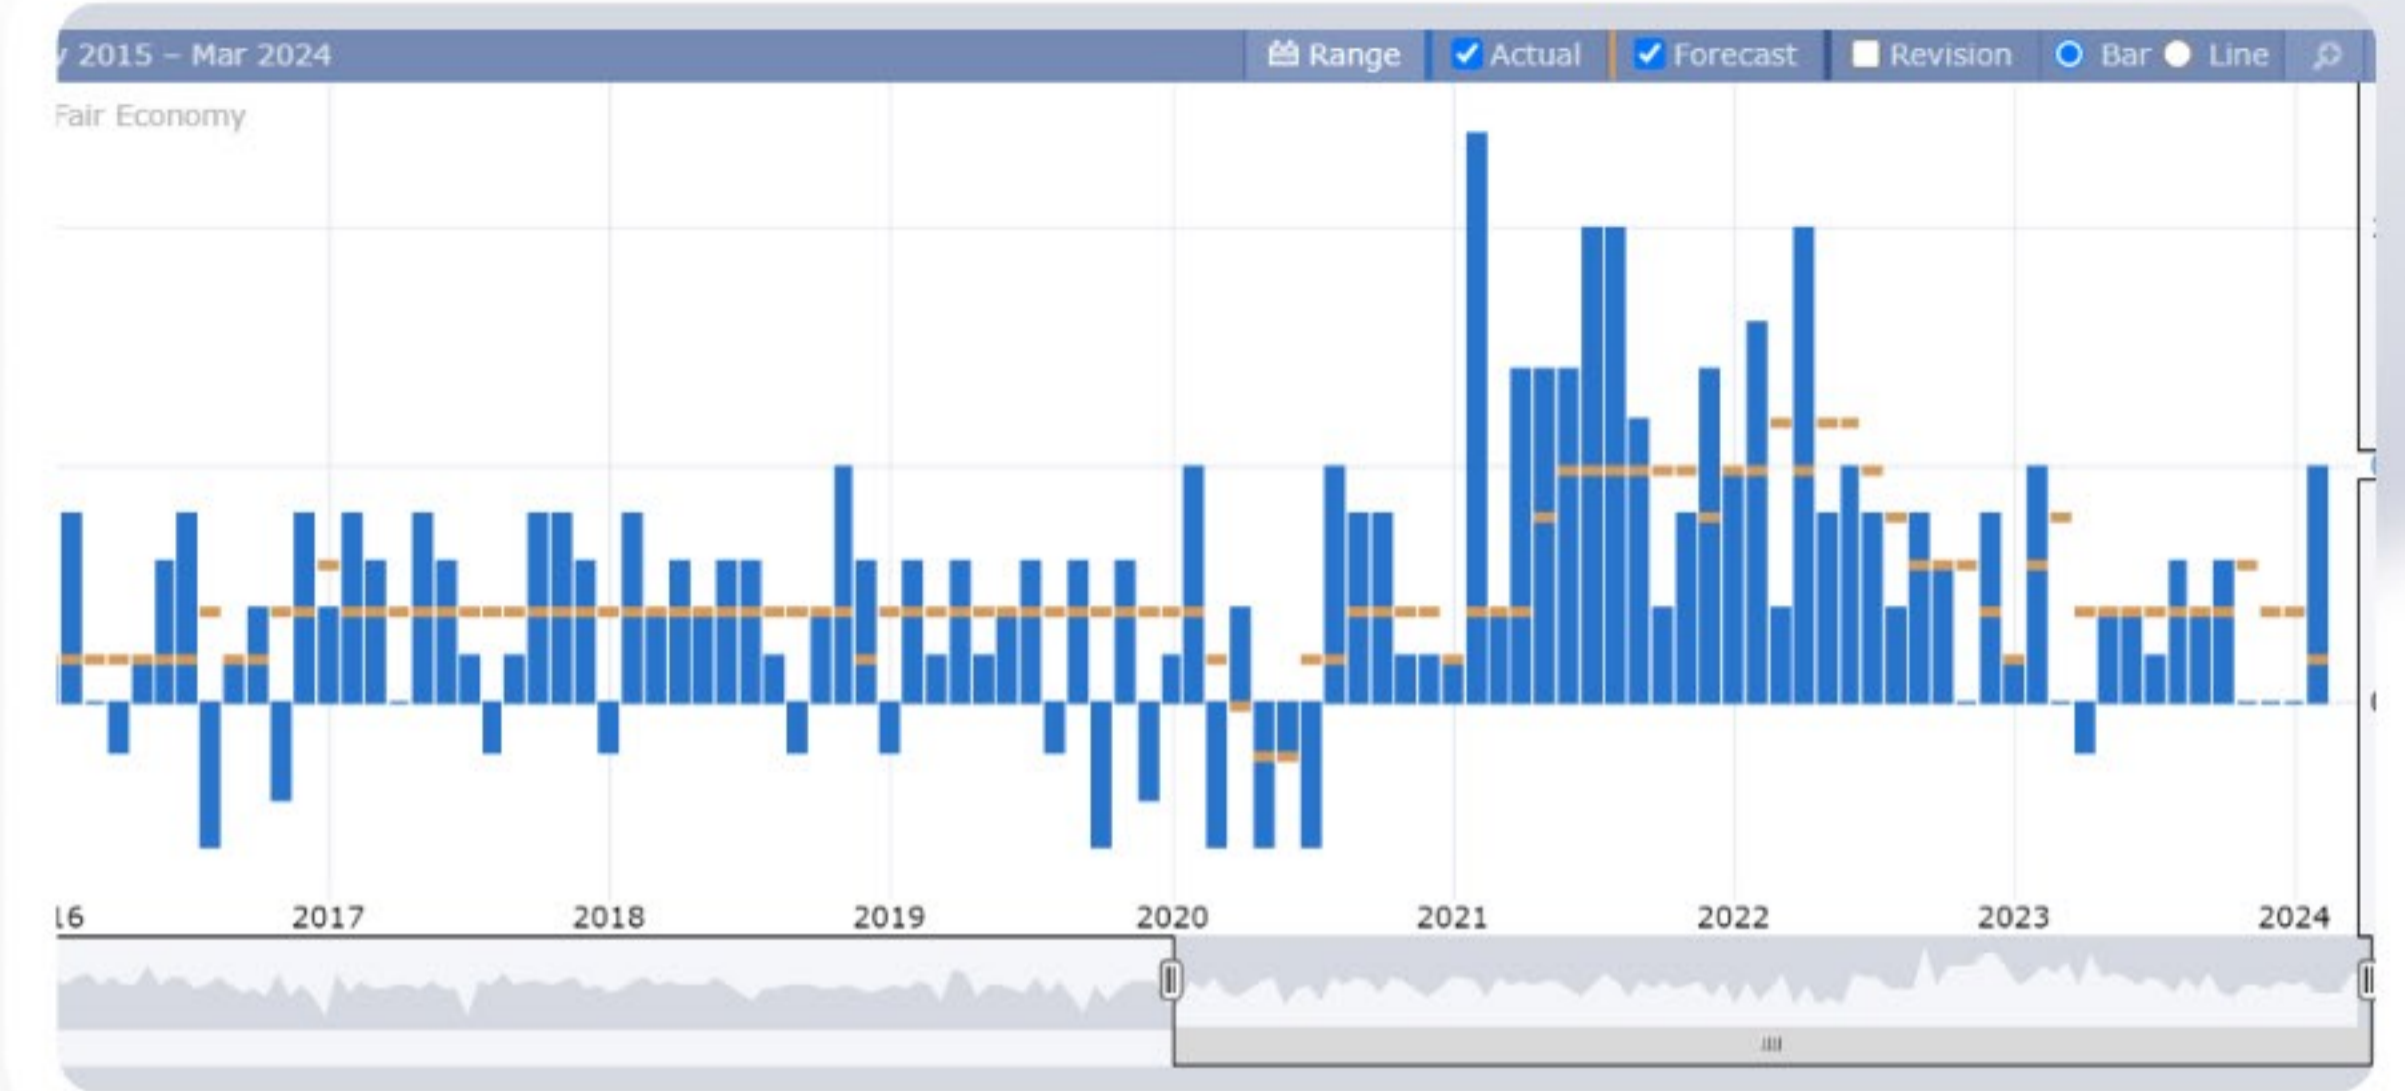 2015 – Mar 2024 Range Actual Forecast Revision Bar Line
Fair Economy
16 2017 2018 2019 2020 2021 2022 2023 2024